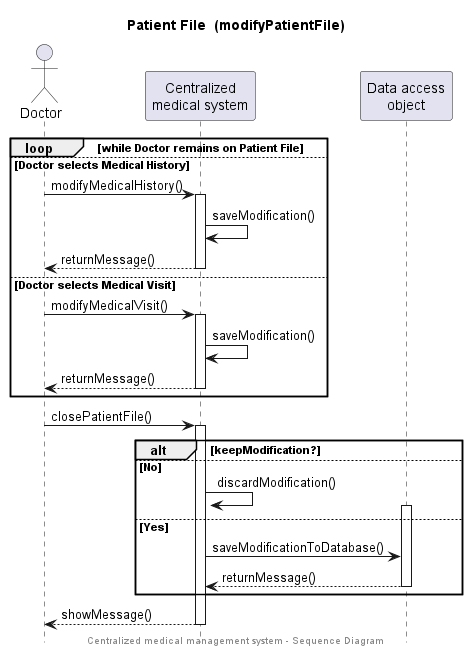 Patient File  (modifyPatientFile)
Doctor
Centralized
medical system
Data access
object
loop
[while Doctor remains on Patient File]
[Doctor selects Medical History]
modifyMedicalHistory()
saveModification()
returnMessage()
[Doctor selects Medical Visit]
modifyMedicalVisit()
saveModification()
returnMessage()
closePatientFile()
alt
[keepModification?]
[No]
discardModification()
[Yes]
saveModificationToDatabase()
returnMessage()
showMessage()
Centralized medical management system - Sequence Diagram